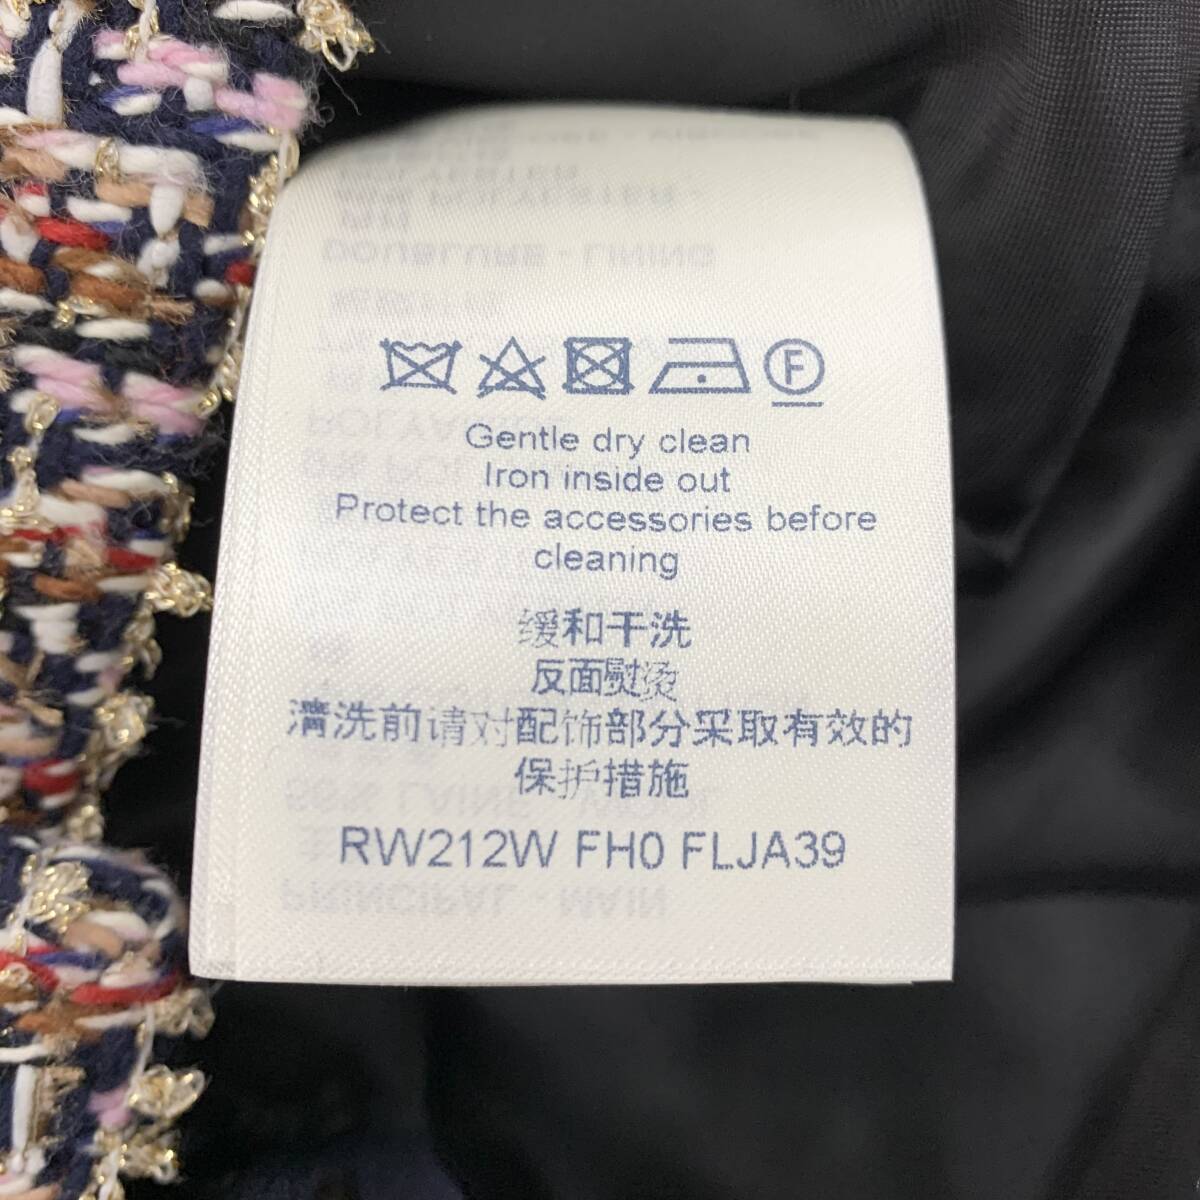 F
Gentle dry clean
Iron inside out
Protect the accessories before
cleaning
缓和干洗
反面熨烫
清洗前请对配饰部分采取有效的
保护措施
RW212W FH0 FLJA39